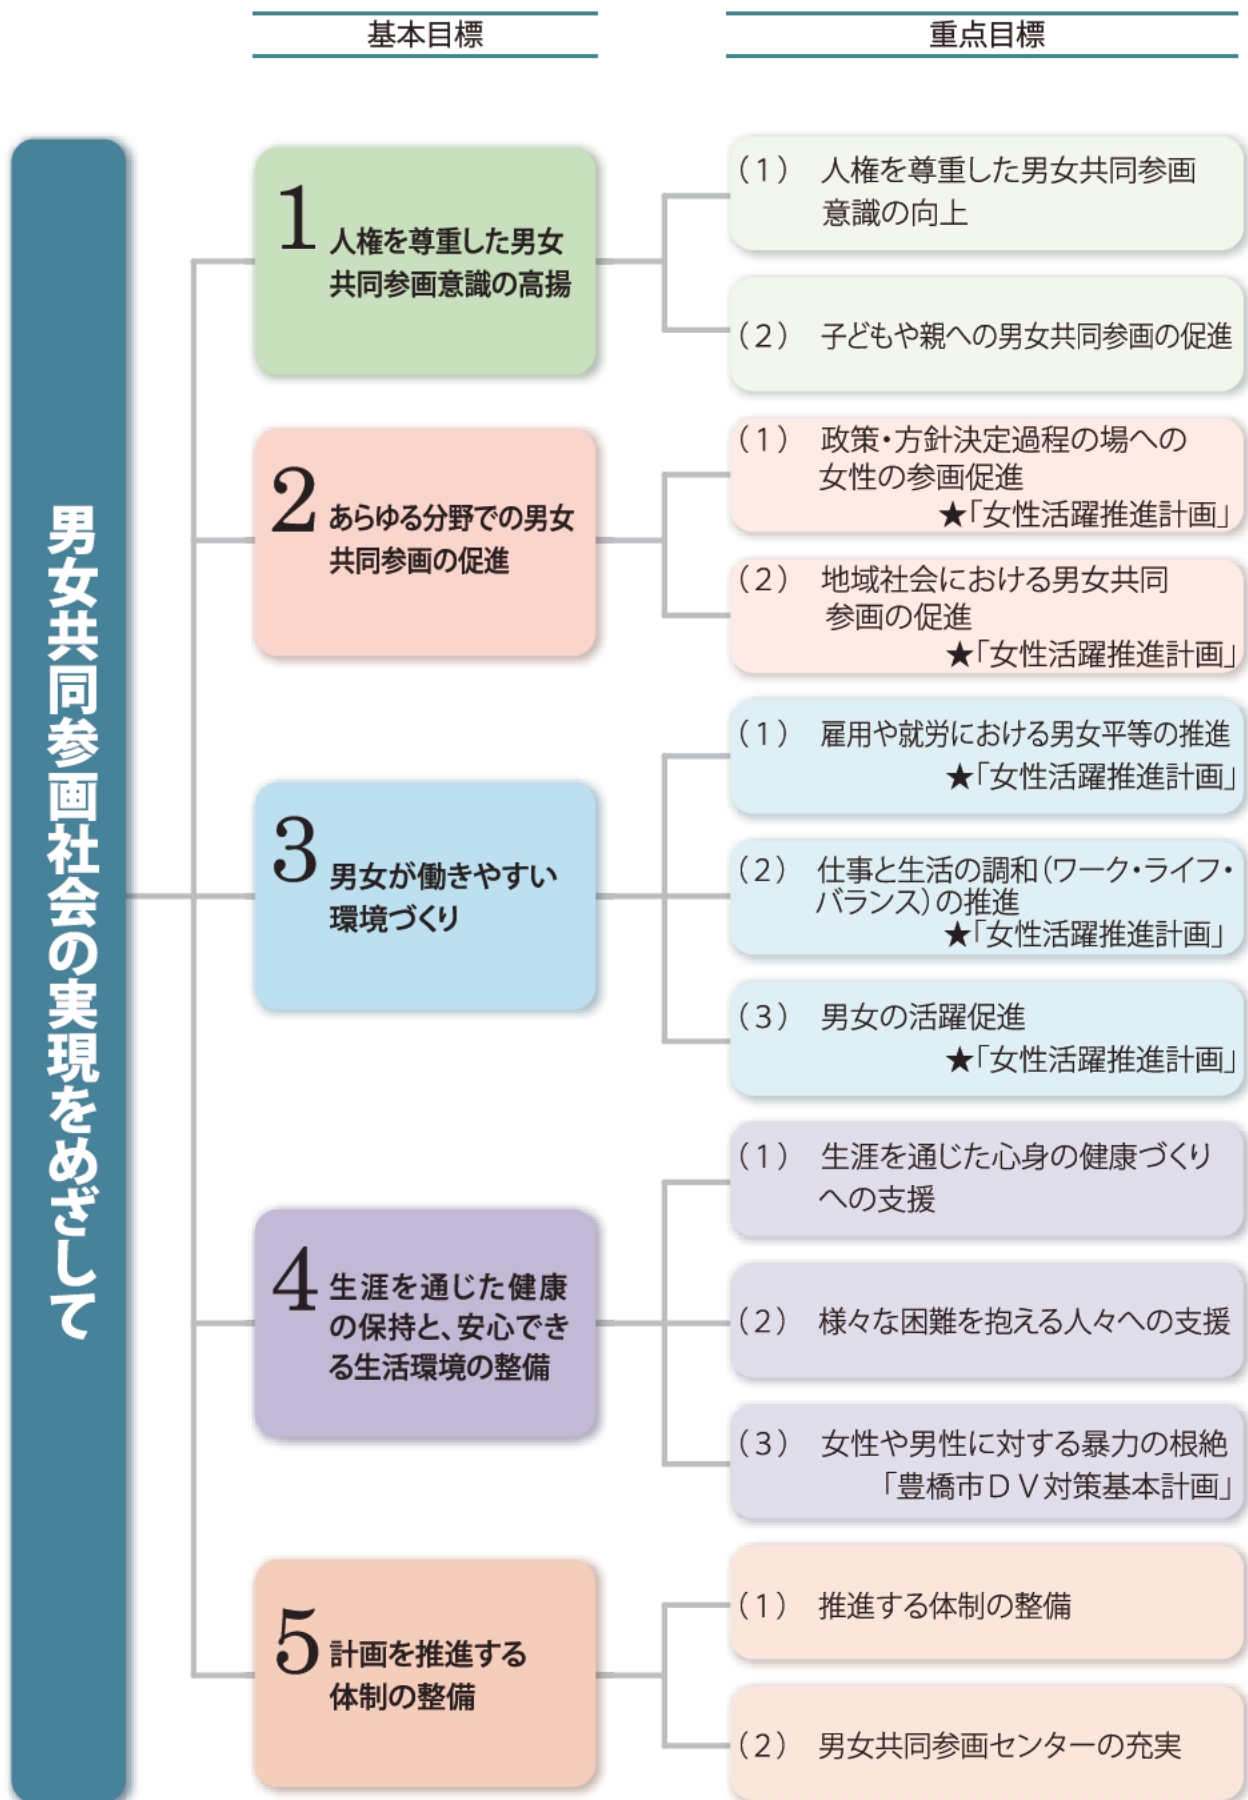 基本目標
重点目標
男女共同参画社会の実現をめざして
1
人権を尊重した男女
共同参画意識の高揚
(1) 人権を尊重した男女共同参画
意識の向上
(2) 子どもや親への男女共同参画の促進
2
あらゆる分野での男女
共同参画の促進
(1) 政策・方針決定過程の場への
女性の参画促進
★「女性活躍推進計画」
(2) 地域社会における男女共同
参画の促進
★「女性活躍推進計画」
3
男女が働きやすい
環境づくり
(1) 雇用や就労における男女平等の推進
★「女性活躍推進計画」
(2) 仕事と生活の調和(ワーク・ライフ・
バランス)の推進
★「女性活躍推進計画」
(3) 男女の活躍促進
★「女性活躍推進計画」
4
生涯を通じた健康
の保持と、安心でき
る生活環境の整備
(1) 生涯を通じた心身の健康づくり
への支援
(2) 様々な困難を抱える人々への支援
(3) 女性や男性に対する暴力の根絶
「豊橋市ＤＶ対策基本計画」
5
計画を推進する
体制の整備
(1) 推進する体制の整備
(2) 男女共同参画センターの充実